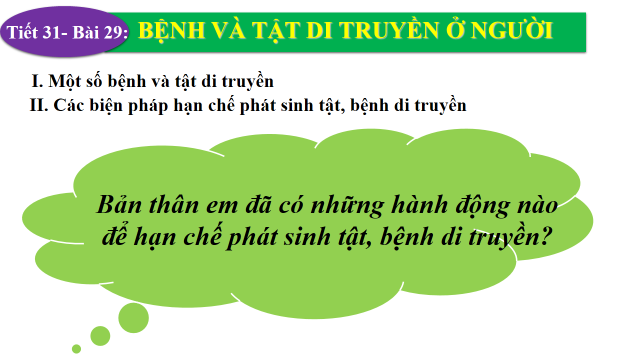 Tiết 31- Bài 29: BỆNH VÀ TẬT DI TRUYỀN Ở NGƯỜI
I. Một số bệnh và tật di truyền
II. Các biện pháp hạn chế phát sinh tật, bệnh di truyền
Bản thân em đã có những hành động nào
để hạn chế phát sinh tật, bệnh di truyền?